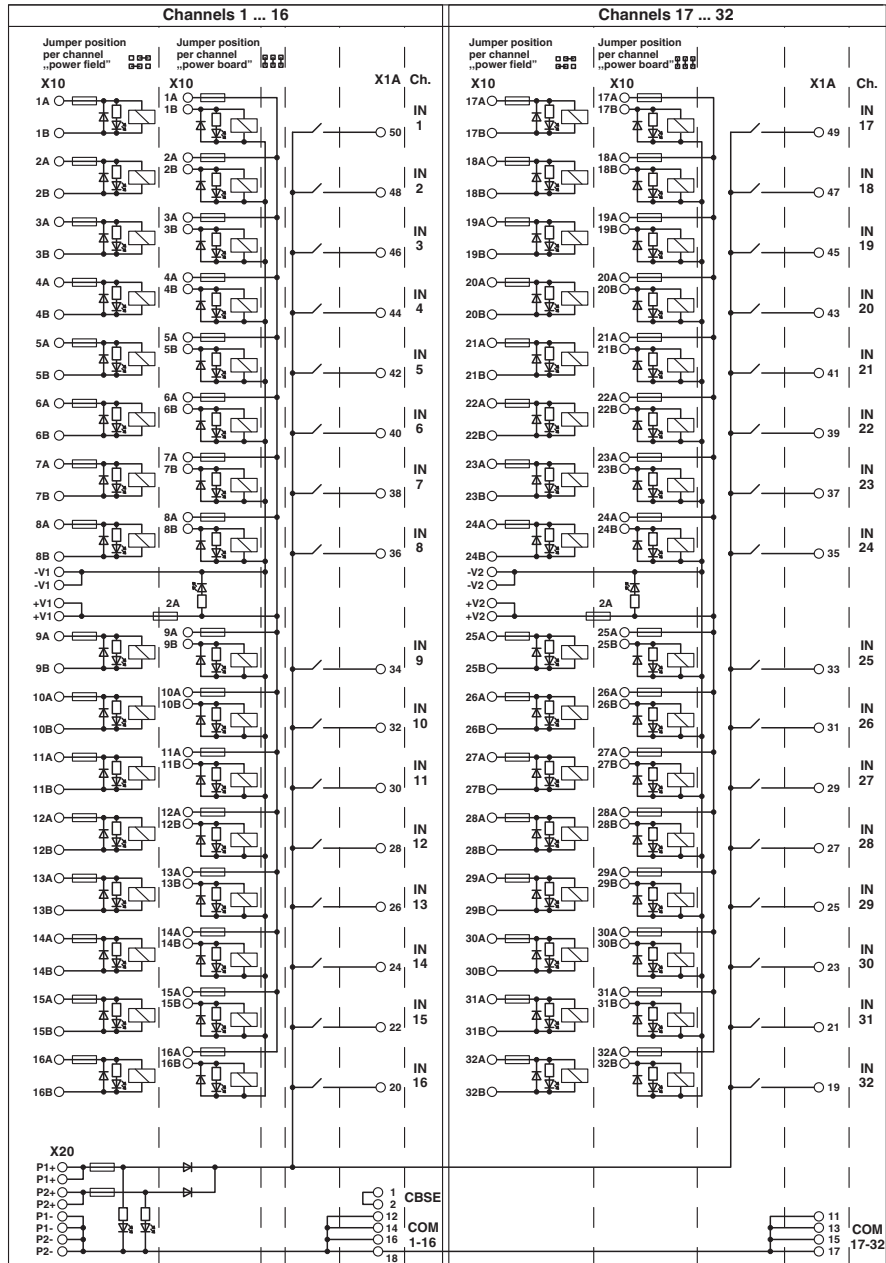 Channels 1 ... 16
Jumper position
per channel
„power field”
Jumper position
per channel
„power board”
X10
X10
X1A Ch.
1A
1B
1A
1B
50
IN
1
2A
2B
2A
2B
48
IN
2
3A
3B
3A
3B
46
IN
3
4A
4B
4A
4B
44
IN
4
5A
5B
5A
5B
42
IN
5
6A
6B
6A
6B
40
IN
6
7A
7B
7A
7B
38
IN
7
8A
8B
8A
8B
36
IN
8
-V1
-V1
+V1
+V1
2A
9A
9B
9A
9B
34
IN
9
10A
10B
10A
10B
32
IN
10
11A
11B
11A
11B
30
IN
11
12A
12B
12A
12B
28
IN
12
13A
13B
13A
13B
26
IN
13
14A
14B
14A
14B
24
IN
14
15A
15B
15A
15B
22
IN
15
16A
16B
16A
16B
20
IN
16
Channels 17 ... 32
Jumper position
per channel
„power field”
Jumper position
per channel
„power board”
X10
X10
X1A Ch.
17A
17B
17A
17B
49
IN
17
18A
18B
18A
18B
47
IN
18
19A
19B
19A
19B
45
IN
19
20A
20B
20A
20B
43
IN
20
21A
21B
21A
21B
41
IN
21
22A
22B
22A
22B
39
IN
22
23A
23B
23A
23B
37
IN
23
24A
24B
24A
24B
35
IN
24
-V2
-V2
+V2
+V2
2A
25A
25B
25A
25B
33
IN
25
26A
26B
26A
26B
31
IN
26
27A
27B
27A
27B
29
IN
27
28A
28B
28A
28B
27
IN
28
29A
29B
29A
29B
25
IN
29
30A
30B
30A
30B
23
IN
30
31A
31B
31A
31B
21
IN
31
32A
32B
32A
32B
19
IN
32
X20
P1+
P1+
P2+
P2+
P1-
P1-
P2-
P2-
1
2
CBSE
12
14
16
18
COM
1-16
11
13
15
17
COM
17-32